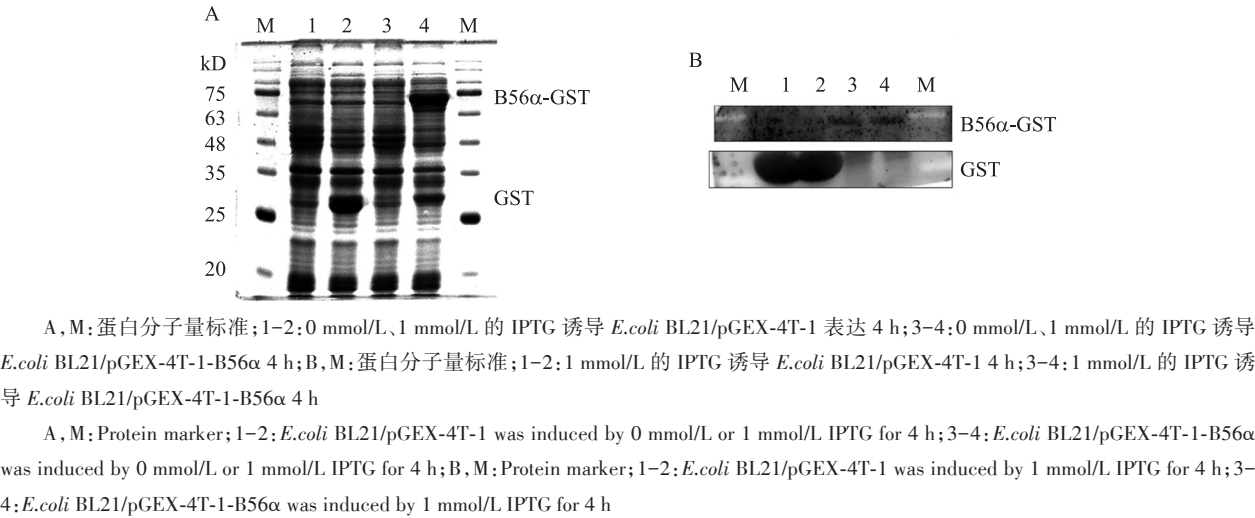 A
M 1 2 3 4 M
kD
75
63
48
35
25
20
B56α-GST
GST
B
M 1 2 3 4 M
B56α-GST
GST
A,M:蛋白分子量标准;1-2:0 mmol/L、1 mmol/L 的 IPTG 诱导 E.coli BL21/pGEX-4T-1 表达 4 h;3-4:0 mmol/L、1 mmol/L 的 IPTG 诱导
E.coli BL21/pGEX-4T-1-B56α 4 h;B,M:蛋白分子量标准;1-2:1 mmol/L 的 IPTG 诱导 E.coli BL21/pGEX-4T-1 4 h;3-4:1 mmol/L 的 IPTG 诱
导 E.coli BL21/pGEX-4T-1-B56α 4 h
A,M:Protein marker;1-2:E.coli BL21/pGEX-4T-1 was induced by 0 mmol/L or 1 mmol/L IPTG for 4 h;3-4:E.coli BL21/pGEX-4T-1-B56α
was induced by 0 mmol/L or 1 mmol/L IPTG for 4 h;B,M:Protein marker;1-2:E.coli BL21/pGEX-4T-1 was induced by 1 mmol/L IPTG for 4 h;3-
4:E.coli BL21/pGEX-4T-1-B56α was induced by 1 mmol/L IPTG for 4 h